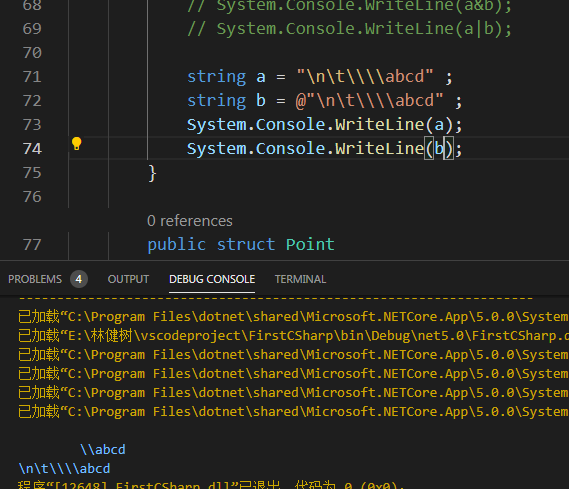 68 // System.Console.WriteLine(a&b);
69 // System.Console.WriteLine(a|b);
70
71 string a = "\n\t\\\\abcd" ;
72 string b = @"\n\t\\\\abcd" ;
73 System.Console.WriteLine(a);
74 System.Console.WriteLine(b);
75 }
76
0 references
77 public struct Point
PROBLEMS 4 OUTPUT DEBUG CONSOLE TERMINAL
已加载“C:\Program Files\dotnet\shared\Microsoft.NETCore.App\5.0.0\System
已加载“E:\林健树\vscodeproject\FirstCSharp\bin\Debug\net5.0\FirstCSharp.d
已加载“C:\Program Files\dotnet\shared\Microsoft.NETCore.App\5.0.0\System
已加载“C:\Program Files\dotnet\shared\Microsoft.NETCore.App\5.0.0\System
已加载“C:\Program Files\dotnet\shared\Microsoft.NETCore.App\5.0.0\System
已加载“C:\Program Files\dotnet\shared\Microsoft.NETCore.App\5.0.0\System
\\abcd
\n\t\\\\abcd
程序“[12648] FirstCSharp.dll”已退出，代码为 0 (0x0)。